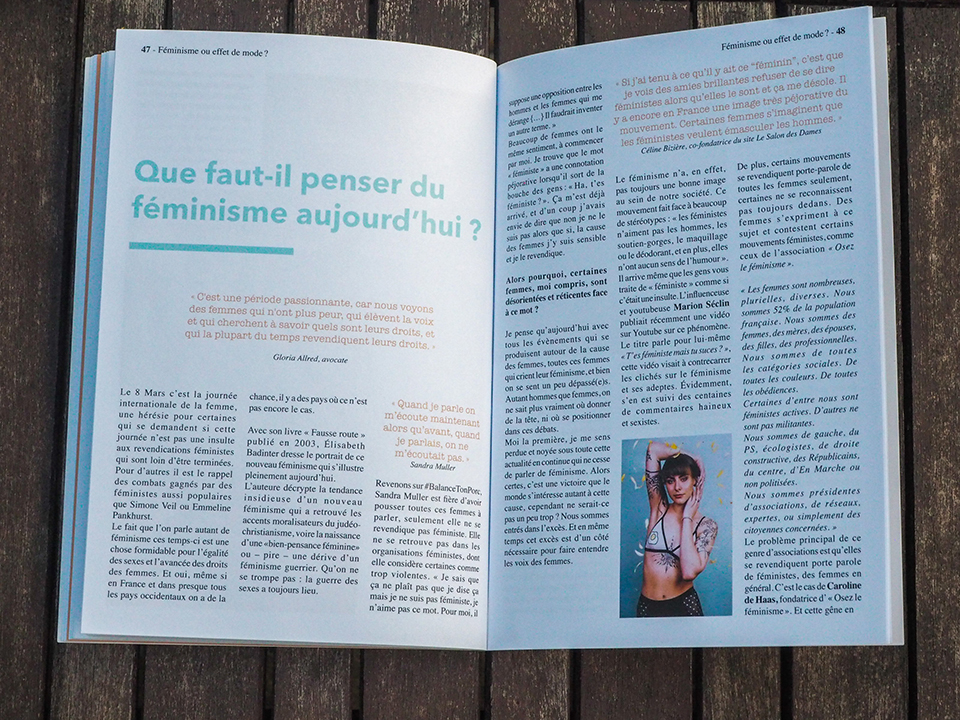 47 - Féminisme ou effet de mode ?
Que faut-il penser du
féminisme aujourd'hui ?
« C'est une période passionnante, car nous voyons
des femmes qui n'ont plus peur, qui élèvent la voix
et qui cherchent à savoir quels sont leurs droits, et
qui la plupart du temps revendiquent leurs droits. »
Gloria Allred, avocate
Le 8 Mars c'est la journée
internationale de la femme,
une hérésie pour certaines
qui se demandent si cette
journée n'est pas une insulte
aux revendications féministes
qui sont loin d'être terminées.
Pour d'autres il est le rappel
des combats gagnés par des
féministes aussi populaires
que Simone Veil ou Emmeline
Pankhurst.
Le fait que l'on parle autant de
féminisme ces temps-ci est une
chose formidable pour l'égalité
des sexes et l'avancée des droits
des femmes. Et oui, même si
en France et dans presque tous
les pays occidentaux on a de la
chance, il y a des pays où ce n'est
pas encore le cas.
Avec son livre « Fausse route »
publié en 2003, Élisabeth
Badinter dresse le portrait de ce
nouveau féminisme qui s'illustre
pleinement aujourd'hui.
L'auteure décrypte la tendance
insidieuse d'un nouveau
féminisme qui a retrouvé les
accents moralisateurs du judéo-
christianisme, voire la naissance
d'une «bien-pensance féminine»
ou – pire – une dérive d'un
féminisme guerrier. Qu'on ne
se trompe pas : la guerre des
sexes a toujours lieu.
« Quand je parle on
m'écoute maintenant
alors qu'avant, quand
je parlais, on ne
m'écoutait pas. »
Sandra Muller
Revenons sur #BalanceTonPorc,
Sandra Muller est fière d'avoir
pousser toutes ces femmes à
parler, seulement elle ne se
revendique pas féministe. Elle
ne se retrouve pas dans les
organisations féministes, dont
elle considère certaines comme
trop violentes. « Je sais que
ça ne plaît pas que je dise ça
mais je ne suis pas féministe, je
n'aime pas ce mot. Pour moi, il
Féminisme ou effet de mode ? - 48
suppose une opposition entre les
hommes et les femmes qui me
dérange {…} Il faudrait inventer
un autre terme. »
Beaucoup de femmes ont le
même sentiment, à commencer
par moi. Je trouve que le mot
« féministe » a une connotation
péjorative lorsqu'il sort de la
bouche des gens : « Ha, t'es
féministe ? ». Ça m'est déjà
arrivé, et d'un coup j'avais
envie de dire que non je ne le
suis pas alors que si, la cause
des femmes j'y suis sensible
et je le revendique.
Alors pourquoi, certaines
femmes, moi compris, sont
désorientées et réticentes face
à ce mot ?
Je pense qu'aujourd'hui avec
tous les évènements qui se
produisent autour de la cause
des femmes, toutes ces femmes
qui crient leur féminisme, et bien
on se sent un peu dépassé(e)s.
Autant hommes que femmes, on
ne sait plus vraiment où donner
de la tête, ni où se positionner
dans ces débats.
Moi la première, je me sens
perdue et noyée sous toute cette
actualité en continue qui ne cesse
de parler de féminisme. Alors
certes, c'est une victoire que le
monde s'intéresse autant à cette
cause, cependant ne serait-ce
pas un peu trop ? Nous sommes
entrés dans l'excès. Et en même
temps cet excès est d'un côté
nécessaire pour faire entendre
les voix des femmes.
« Si j'ai tenu à ce qu'il y ait ce "féminin", c'est que
je vois des amies brillantes refuser de se dire
féministes alors qu'elles le sont et ça me désole. Il
y a encore en France une image très péjorative du
mouvement. Certaines femmes s'imaginent que
les féministes veulent émasculer les hommes. »
Céline Bizière, co-fondatrice du site Le Salon des Dames
Le féminisme n'a, en effet,
pas toujours une bonne image
au sein de notre société. Ce
mouvement fait face à beaucoup
de stéréotypes : « les féministes
n'aiment pas les hommes, les
soutien-gorges, le maquillage
ou le déodorant, et en plus, elles
n'ont aucun sens de l'humour ».
Il arrive même que les gens vous
traite de « féministe » comme si
c'était une insulte. L'influenceuse
et youtubeuse Marion Séclin
publiait récemment une vidéo
sur Youtube sur ce phénomène.
Le titre parle pour lui-même
« T'es féministe mais tu suces ? »,
cette vidéo visait à contrecarrer
les clichés sur le féminisme
et ses adeptes. Évidemment,
s'en est suivi des centaines
de commentaires haineux
et sexistes.
De plus, certains mouvements
se revendiquent porte-parole de
toutes les femmes seulement,
certaines ne se reconnaissent
pas toujours dedans. Des
femmes s'expriment à ce
sujet et contestent certains
mouvements féministes, comme
ceux de l'association « Osez
le féminisme ».
« Les femmes sont nombreuses,
plurielles, diverses. Nous
sommes 52% de la population
française. Nous sommes des
femmes, des mères, des épouses,
des filles, des professionnelles.
Nous sommes de toutes
les catégories sociales. De
toutes les couleurs. De toutes
les obédiences.
Certaines d'entre nous sont
féministes actives. D'autres ne
sont pas militantes.
Nous sommes de gauche, du
PS, écologistes, de droite
constructive, des Républicains,
du centre, d'En Marche ou
non politisées.
Nous sommes présidentes
d'associations, de réseaux,
expertes, ou simplement des
citoyennes concernées. »
Le problème principal de ce
genre d'associations est qu'elles
se revendiquent porte parole
de féministes, des femmes en
général. C'est le cas de Caroline
de Haas, fondatrice d' « Osez le
féminisme ». Et cette gêne en